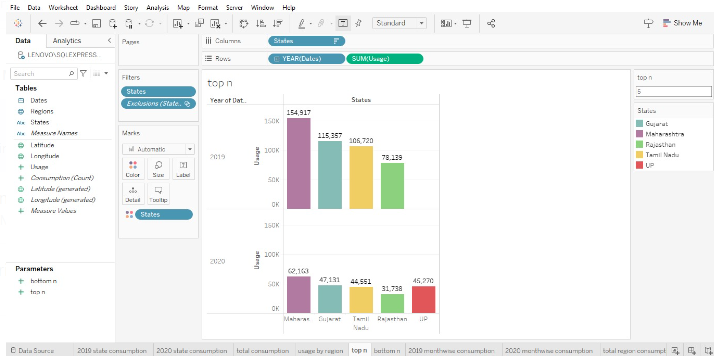 File Data Worksheet Dashboard Story Analysis Map Format Server Window Help
Standard
Show Me
Data Analytics
LENOVO\SQLEXPRESS...
Search
Tables
Dates
Regions
Abc States
Abc Measure Names
Latitude
Longitude
Usage
Consumption (Count)
Latitude (generated)
Longitude (generated)
Measure Values
Parameters
bottom n
top n
Pages
Filters
States
Exclusions (State..
Marks
Automatic
Color Size Label
Detail Tooltip
States
Columns States
Rows YEAR(Dates) SUM(Usage)
top n
Year of Dat.. States
2019
Usage
150K
100K
50K
0K
154,917
115,357
106,720
78,139
2020
Usage
150K
100K
50K
0K
62,163
47,131
44,551
31,738
45,270
Maharas.. Gujarat Tamil Nadu Rajasthan UP
top n
5
States
Gujarat
Maharashtra
Rajasthan
Tamil Nadu
UP
Data Source 2019 state consumption 2020 state consumption total consumption usage by region top n bottom n 2019 monthwise consumption 2020 monthwise consumption total region consumpti